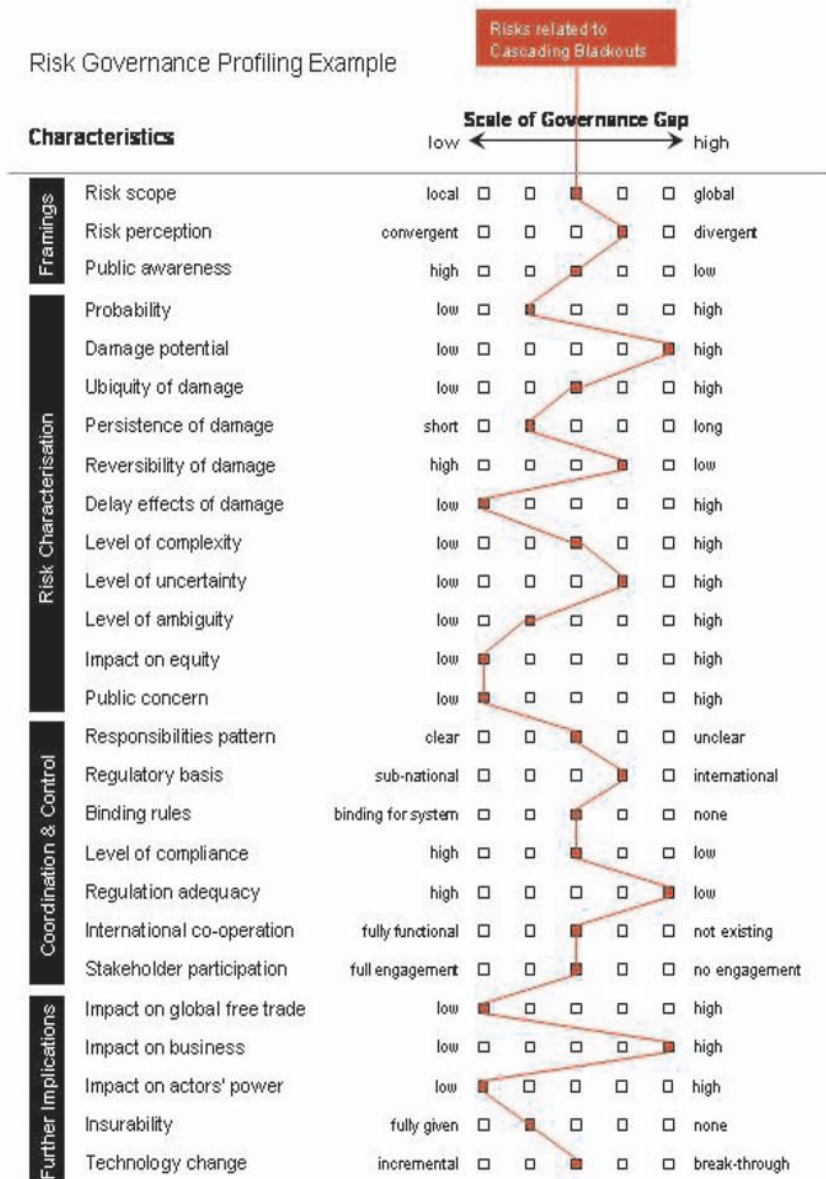 Risks related to
Cascading Blackouts
Risk Governance Profiling Example
Scale of Governance Gap
Characteristics
low
high
Framings
Risk scope local global
Risk perception convergent divergent
Public awareness high low
Risk Characterisation
Probability low high
Damage potential low high
Ubiquity of damage low high
Persistence of damage short long
Reversibility of damage high low
Delay effects of damage low high
Level of complexity low high
Level of uncertainty low high
Level of ambiguity low high
Impact on equity low high
Public concern low high
Coordination & Control
Responsibilities pattern clear unclear
Regulatory basis sub-national international
Binding rules binding for system none
Level of compliance high low
Regulation adequacy high low
International co-operation fully functional not existing
Stakeholder participation full engagement no engagement
Further Implications
Impact on global free trade low high
Impact on business low high
Impact on actors' power low high
Insurability fully given none
Technology change incremental break-through